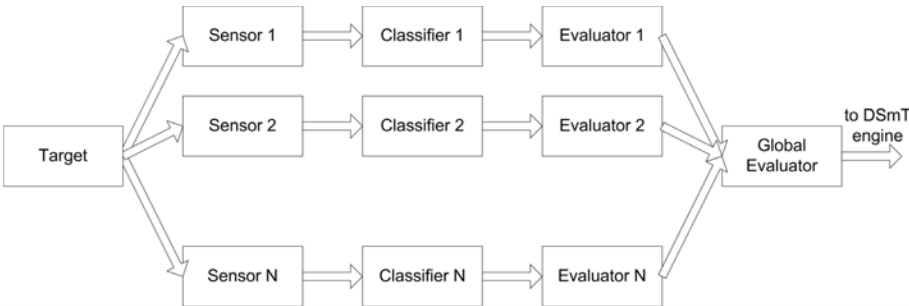 Sensor 1
Classifier 1
Evaluator 1
Sensor 2
Classifier 2
Evaluator 2
Target
Global
Evaluator
to DSmT
engine
Sensor N
Classifier N
Evaluator N